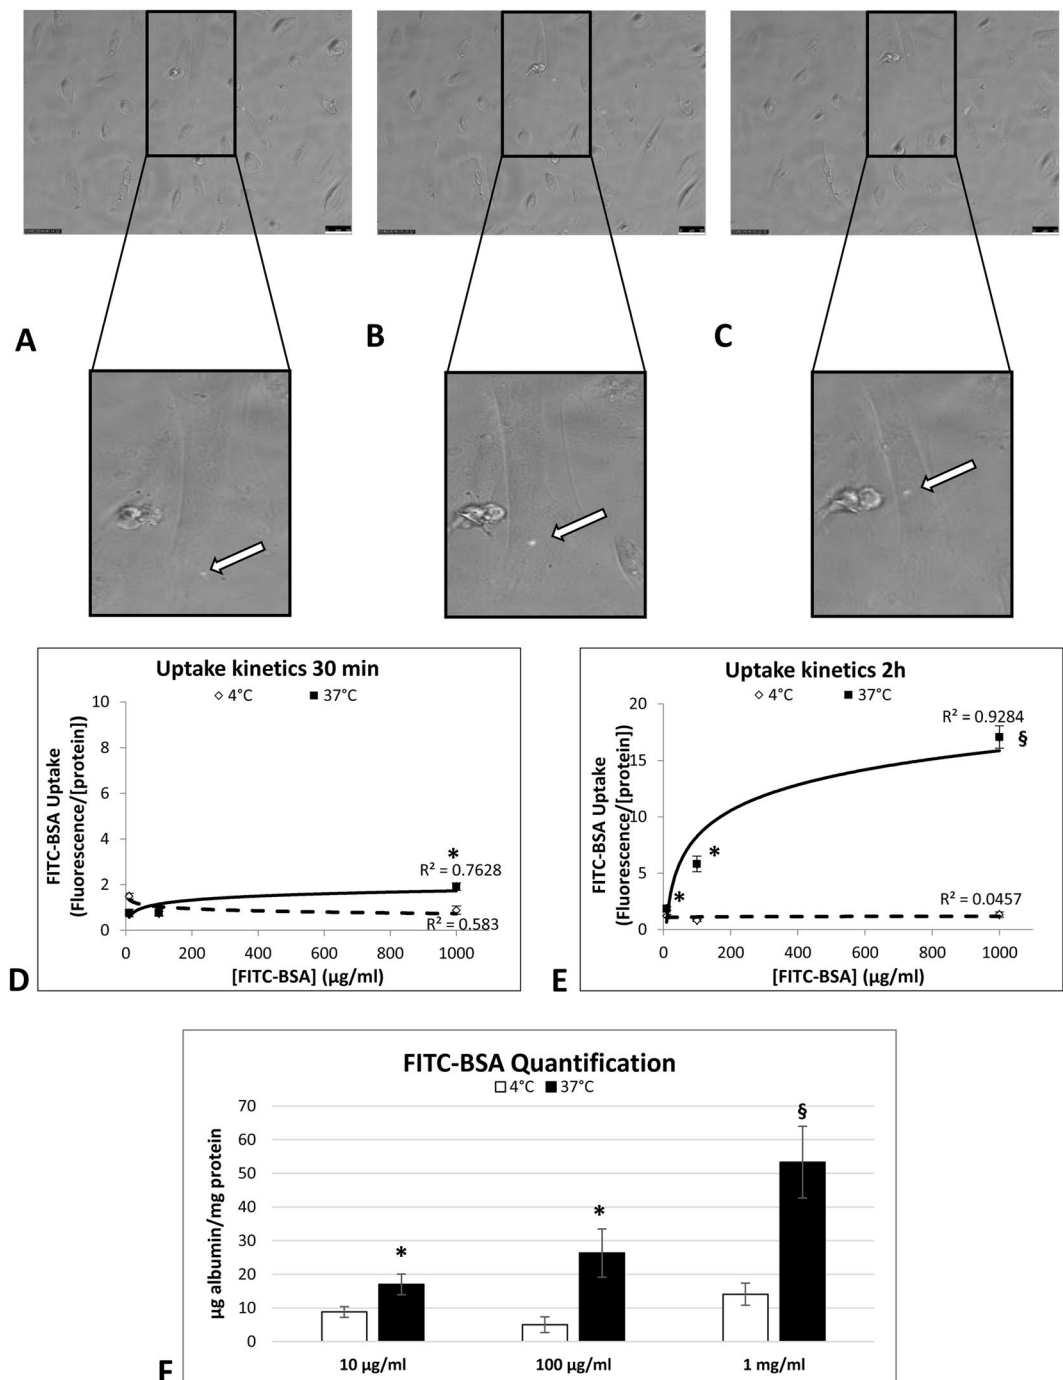 A
B
C
Uptake kinetics 30 min
4°C
37°C
10
8
6
4
2
0
FITC-BSA Uptake
(Fluorescence/[protein])
*
R² = 0.7628
R² = 0.583
0
200
400
600
800
1000
[FITC-BSA] (µg/ml)
D
Uptake kinetics 2h
4°C
37°C
20
15
10
5
0
FITC-BSA Uptake
(Fluorescence/[protein])
R² = 0.9284
§
*
*
R² = 0.0457
0
200
400
600
800
1000
[FITC-BSA] (µg/ml)
E
FITC-BSA Quantification
4°C
37°C
70
60
50
40
30
20
10
0
µg albumin/mg protein
*
*
§
10 µg/ml
100 µg/ml
1 mg/ml
F